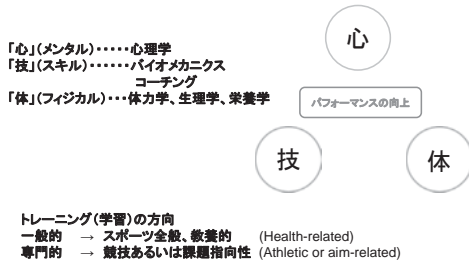 心
「心」(メンタル)・・・・・心理学
「技」(スキル)・・・・・・バイオメカニクス
コーチング
「体」(フィジカル)・・・体力学、生理学、栄養学
パフォーマンスの向上
技
体
トレーニング(学習)の方向
一般的 → スポーツ全般、教養的 (Health-related)
専門的 → 競技あるいは課題指向性 (Athletic or aim-related)